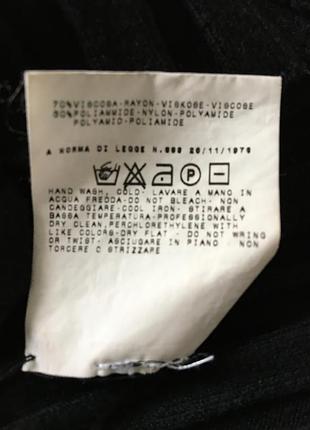 70%VISCOSA-RAYON-VISKOSE-VISCOSE
30%POLIAMMIDE-NYLON-POLYAMIDE
POLYAMID-POLIAMIDE
A NORMA DI LEGGE N.883 26/11/1973
P
HAND WASH, COLD- LAVARE A MANO IN
ACQUA FREDDA-DO NOT BLEACH- NON
CANDEGGIARE-COOL IRON- STIRARE A
BASSA TEMPERATURA-PROFESSIONALLY
DRY CLEAN, PERCHLORETHYLENE-WITH
LIKE COLORS-DRY FLAT - DO NOT WRING
OR TWIST- ASCIUGARE IN PIANO - NON
TORCERE O STRIZZAPE